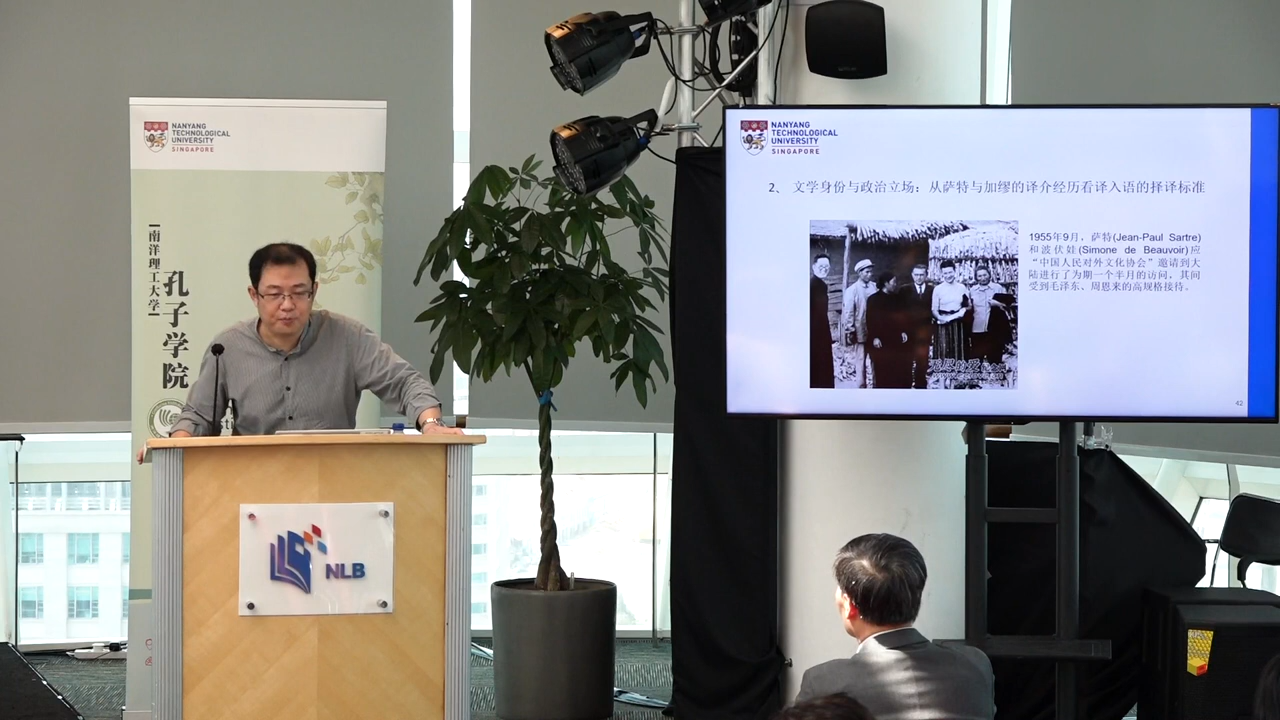 NANYANG
TECHNOLOGICAL
UNIVERSITY
SINGAPORE
南洋理工大学
孔子学院
NLB
NANYANG
TECHNOLOGICAL
UNIVERSITY
SINGAPORE
2、 文学身份与政治立场：从萨特与加缪的译介经历看译入语的择译标准
1955年9月，萨特(Jean-Paul Sartre)
和波伏娃(Simone de Beauvoir)应
“中国人民对外文化协会”邀请到大
陆进行了为期一个半月的访问，其间
受到毛泽东、周恩来的高规格接待。
42